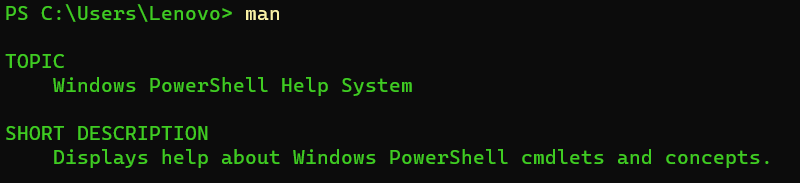 PS C:\Users\Lenovo> man
TOPIC
Windows PowerShell Help System
SHORT DESCRIPTION
Displays help about Windows PowerShell cmdlets and concepts.